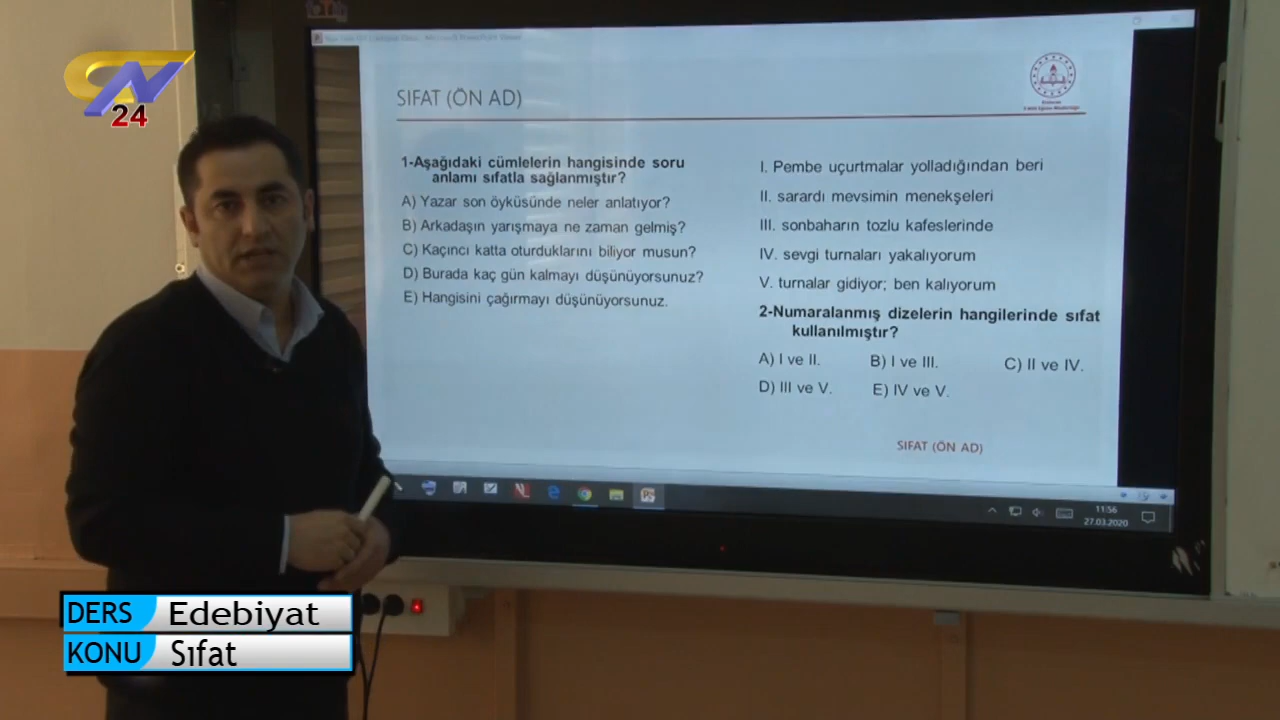 24
SIFAT (ÖN AD)
1-Aşağıdaki cümlelerin hangisinde soru
anlamı sıfatla sağlanmıştır?
A) Yazar son öyküsünde neler anlatıyor?
B) Arkadaşın yarışmaya ne zaman gelmiş?
C) Kaçıncı katta oturduklarını biliyor musun?
D) Burada kaç gün kalmayı düşünüyorsunuz?
E) Hangisini çağırmayı düşünüyorsunuz.
I. Pembe uçurtmalar yolladığından beri
II. sarardı mevsimin menekşeleri
III. sonbaharın tozlu kafeslerinde
IV. sevgi turnaları yakalıyorum
V. turnalar gidiyor; ben kalıyorum
2-Numaralanmış dizelerin hangilerinde sıfat
kullanılmıştır?
A) I ve II. B) I ve III. C) II ve IV.
D) III ve V. E) IV ve V.
SIFAT (ÖN AD)
11:56
27.03.2020
DERS Edebiyat
KONU Sıfat